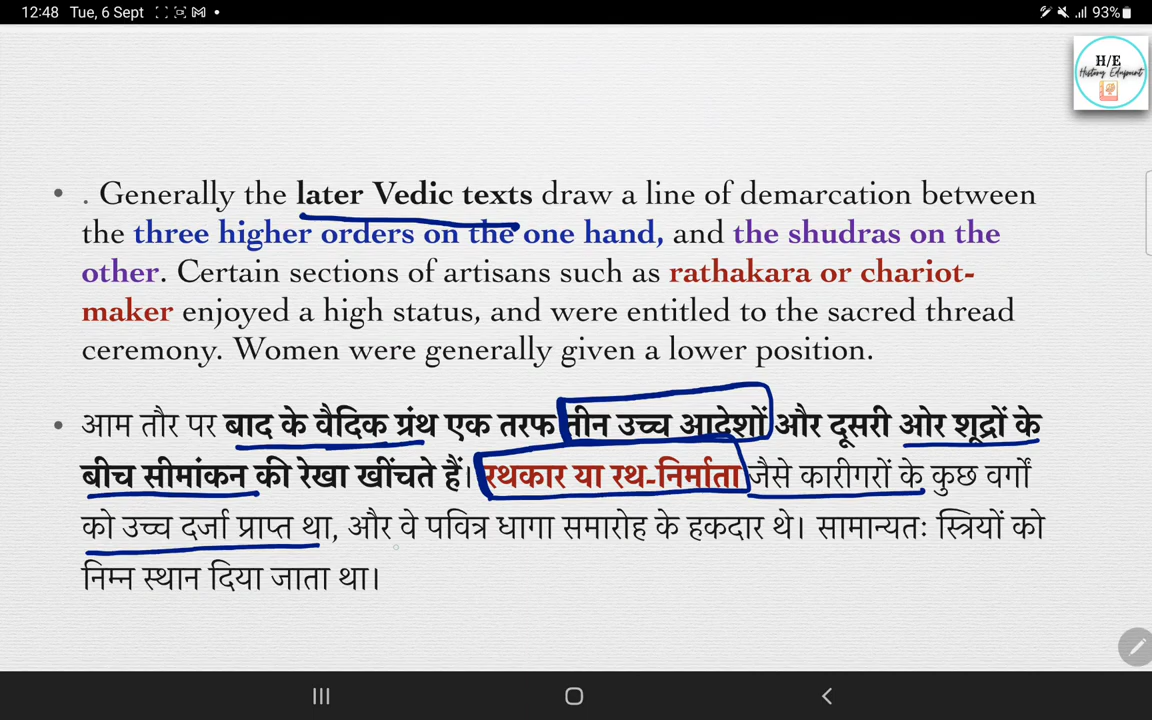 12:48 Tue, 6 Sept
93%
H/E
History Edupoint
. Generally the later Vedic texts draw a line of demarcation between
the three higher orders on the one hand, and the shudras on the
other. Certain sections of artisans such as rathakara or chariot-
maker enjoyed a high status, and were entitled to the sacred thread
ceremony. Women were generally given a lower position.
आम तौर पर बाद के वैदिक ग्रंथ एक तरफ तीन उच्च आदेशों और दूसरी ओर शूद्रों के
बीच सीमांकन की रेखा खींचते हैं। रथकार या रथ-निर्माता जैसे कारीगरों के कुछ वर्गों
को उच्च दर्जा प्राप्त था, और वे पवित्र धागा समारोह के हकदार थे। सामान्यतः स्त्रियों को
निम्न स्थान दिया जाता था।